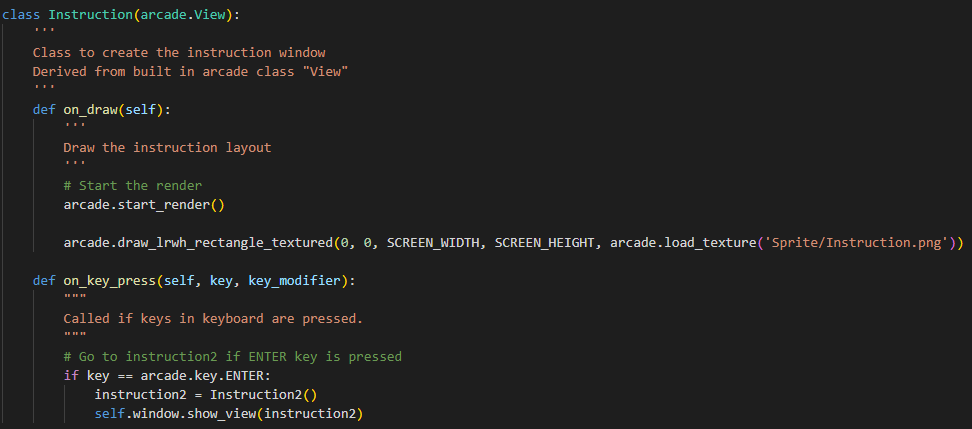 class Instruction(arcade.View):
    '''
    Class to create the instruction window
    Derived from built in arcade class "View"
    '''
    def on_draw(self):
        '''
        Draw the instruction layout
        '''
        # Start the render
        arcade.start_render()

        arcade.draw_lrwh_rectangle_textured(0, 0, SCREEN_WIDTH, SCREEN_HEIGHT, arcade.load_texture('Sprite/Instruction.png'))

    def on_key_press(self, key, key_modifier):
        """
        Called if keys in keyboard are pressed.
        """
        # Go to instruction2 if ENTER key is pressed
        if key == arcade.key.ENTER:
            instruction2 = Instruction2()
            self.window.show_view(instruction2)